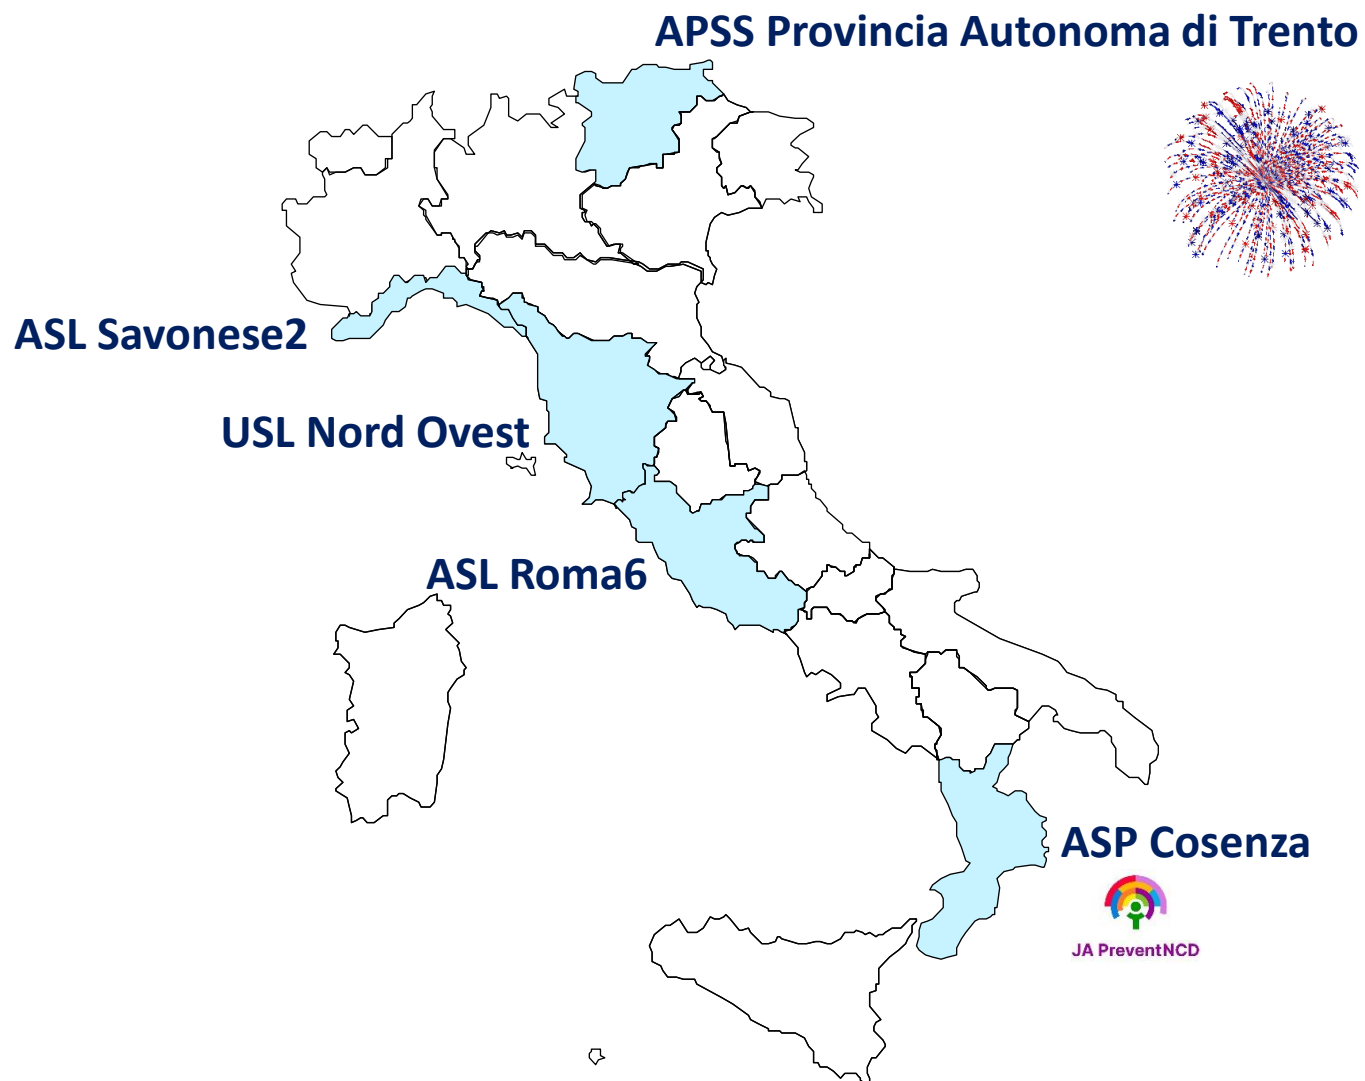 APSS Provincia Autonoma di Trento
ASL Savonese2
USL Nord Ovest
ASL Roma6
ASP Cosenza
JA PreventNCD